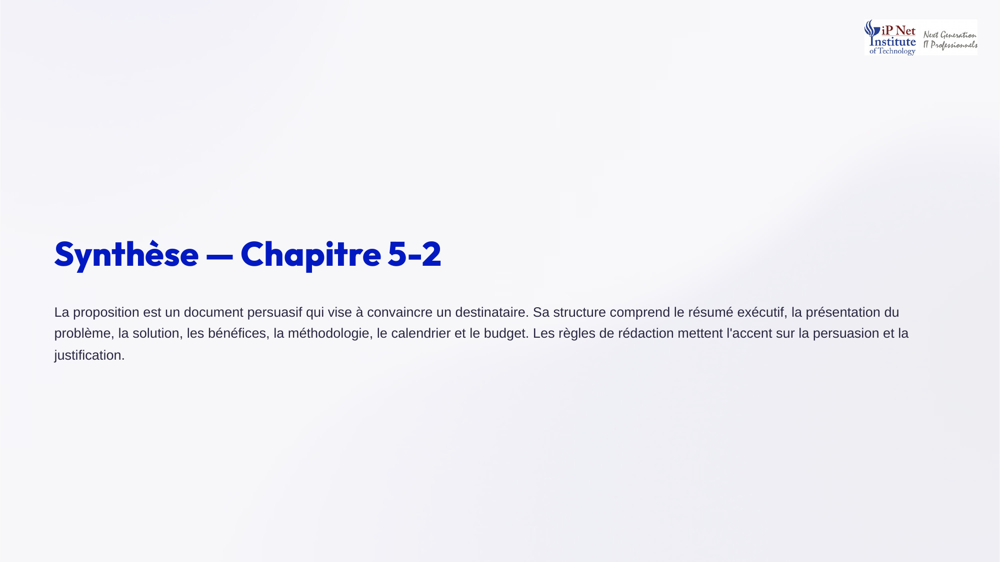 iP Net
Institute
of Technology
Next Generation
IT Professionnels
Synthèse — Chapitre 5-2
La proposition est un document persuasif qui vise à convaincre un destinataire. Sa structure comprend le résumé exécutif, la présentation du
problème, la solution, les bénéfices, la méthodologie, le calendrier et le budget. Les règles de rédaction mettent l'accent sur la persuasion et la
justification.